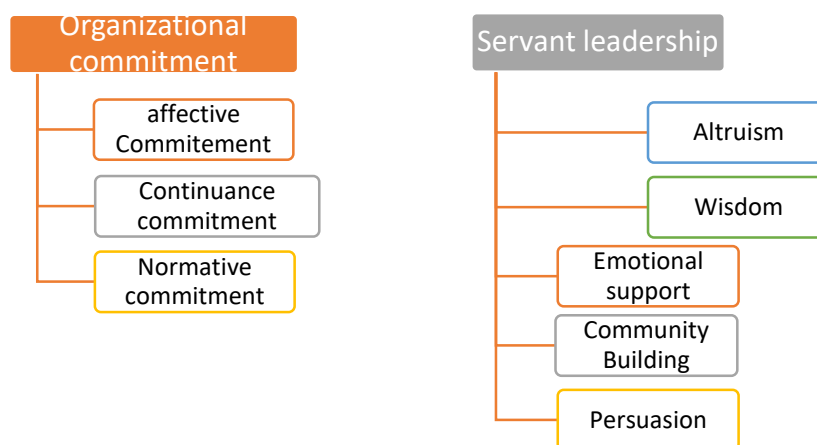 Organizational
commitment
affective
Commitement
Continuance
commitment
Normative
commitment
Servant leadership
Altruism
Wisdom
Emotional
support
Community
Building
Persuasion